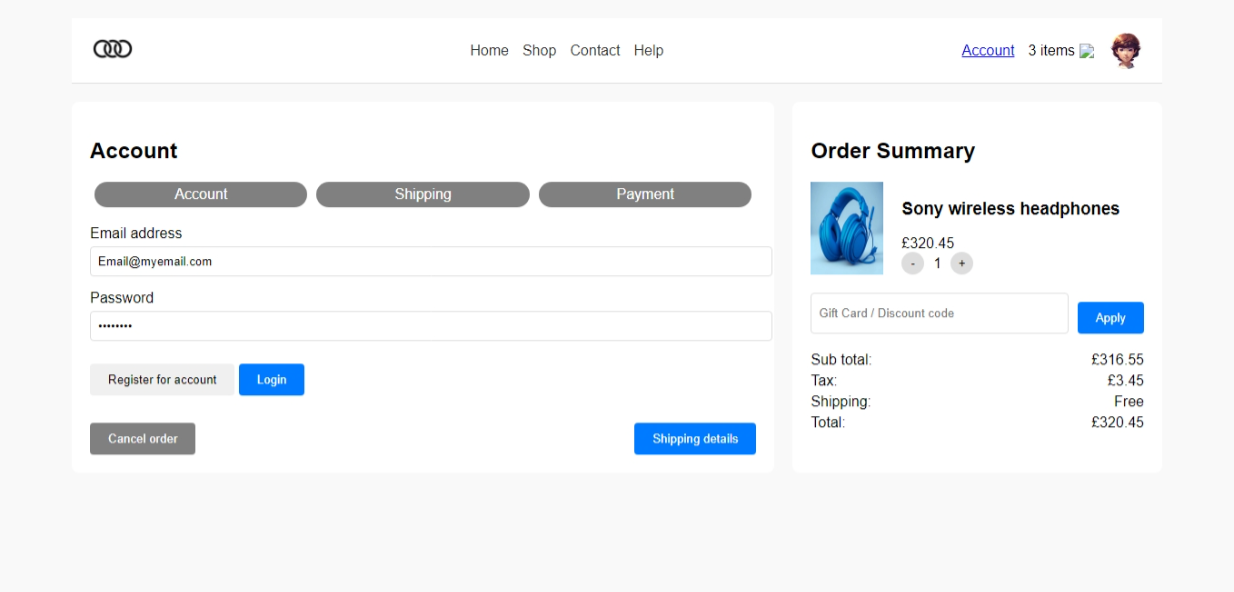 Home Shop Contact Help
Account 3 items
Account
Account Shipping Payment
Email address
Email@myemail.com
Password
••••••••
Register for account Login
Cancel order Shipping details
Order Summary
Sony wireless headphones
£320.45
- 1 +
Gift Card / Discount code Apply
Sub total: £316.55
Tax: £3.45
Shipping: Free
Total: £320.45